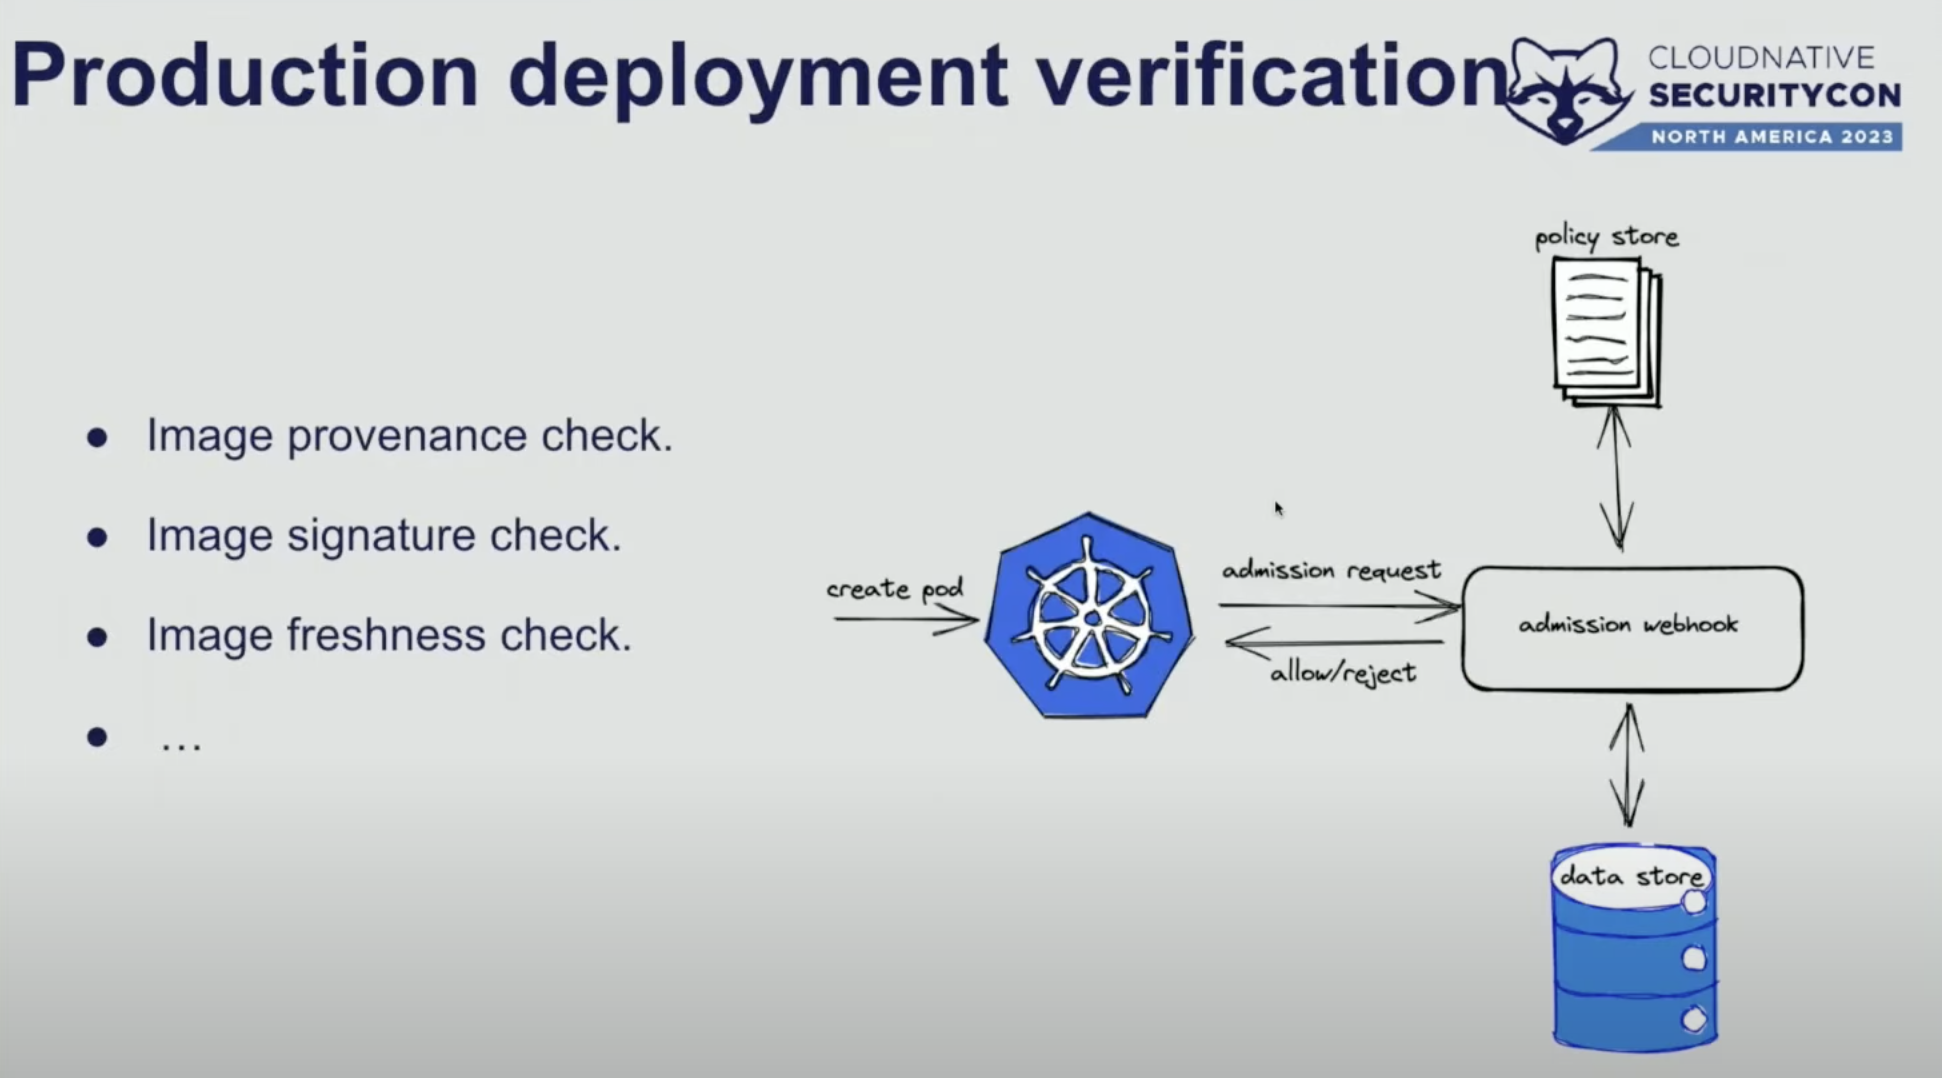 Production deployment verification
CLOUDNATIVE
SECURITYCON
NORTH AMERICA 2023
Image provenance check.
Image signature check.
Image freshness check.
...
policy store
create pod
admission request
allow/reject
admission webhook
data store